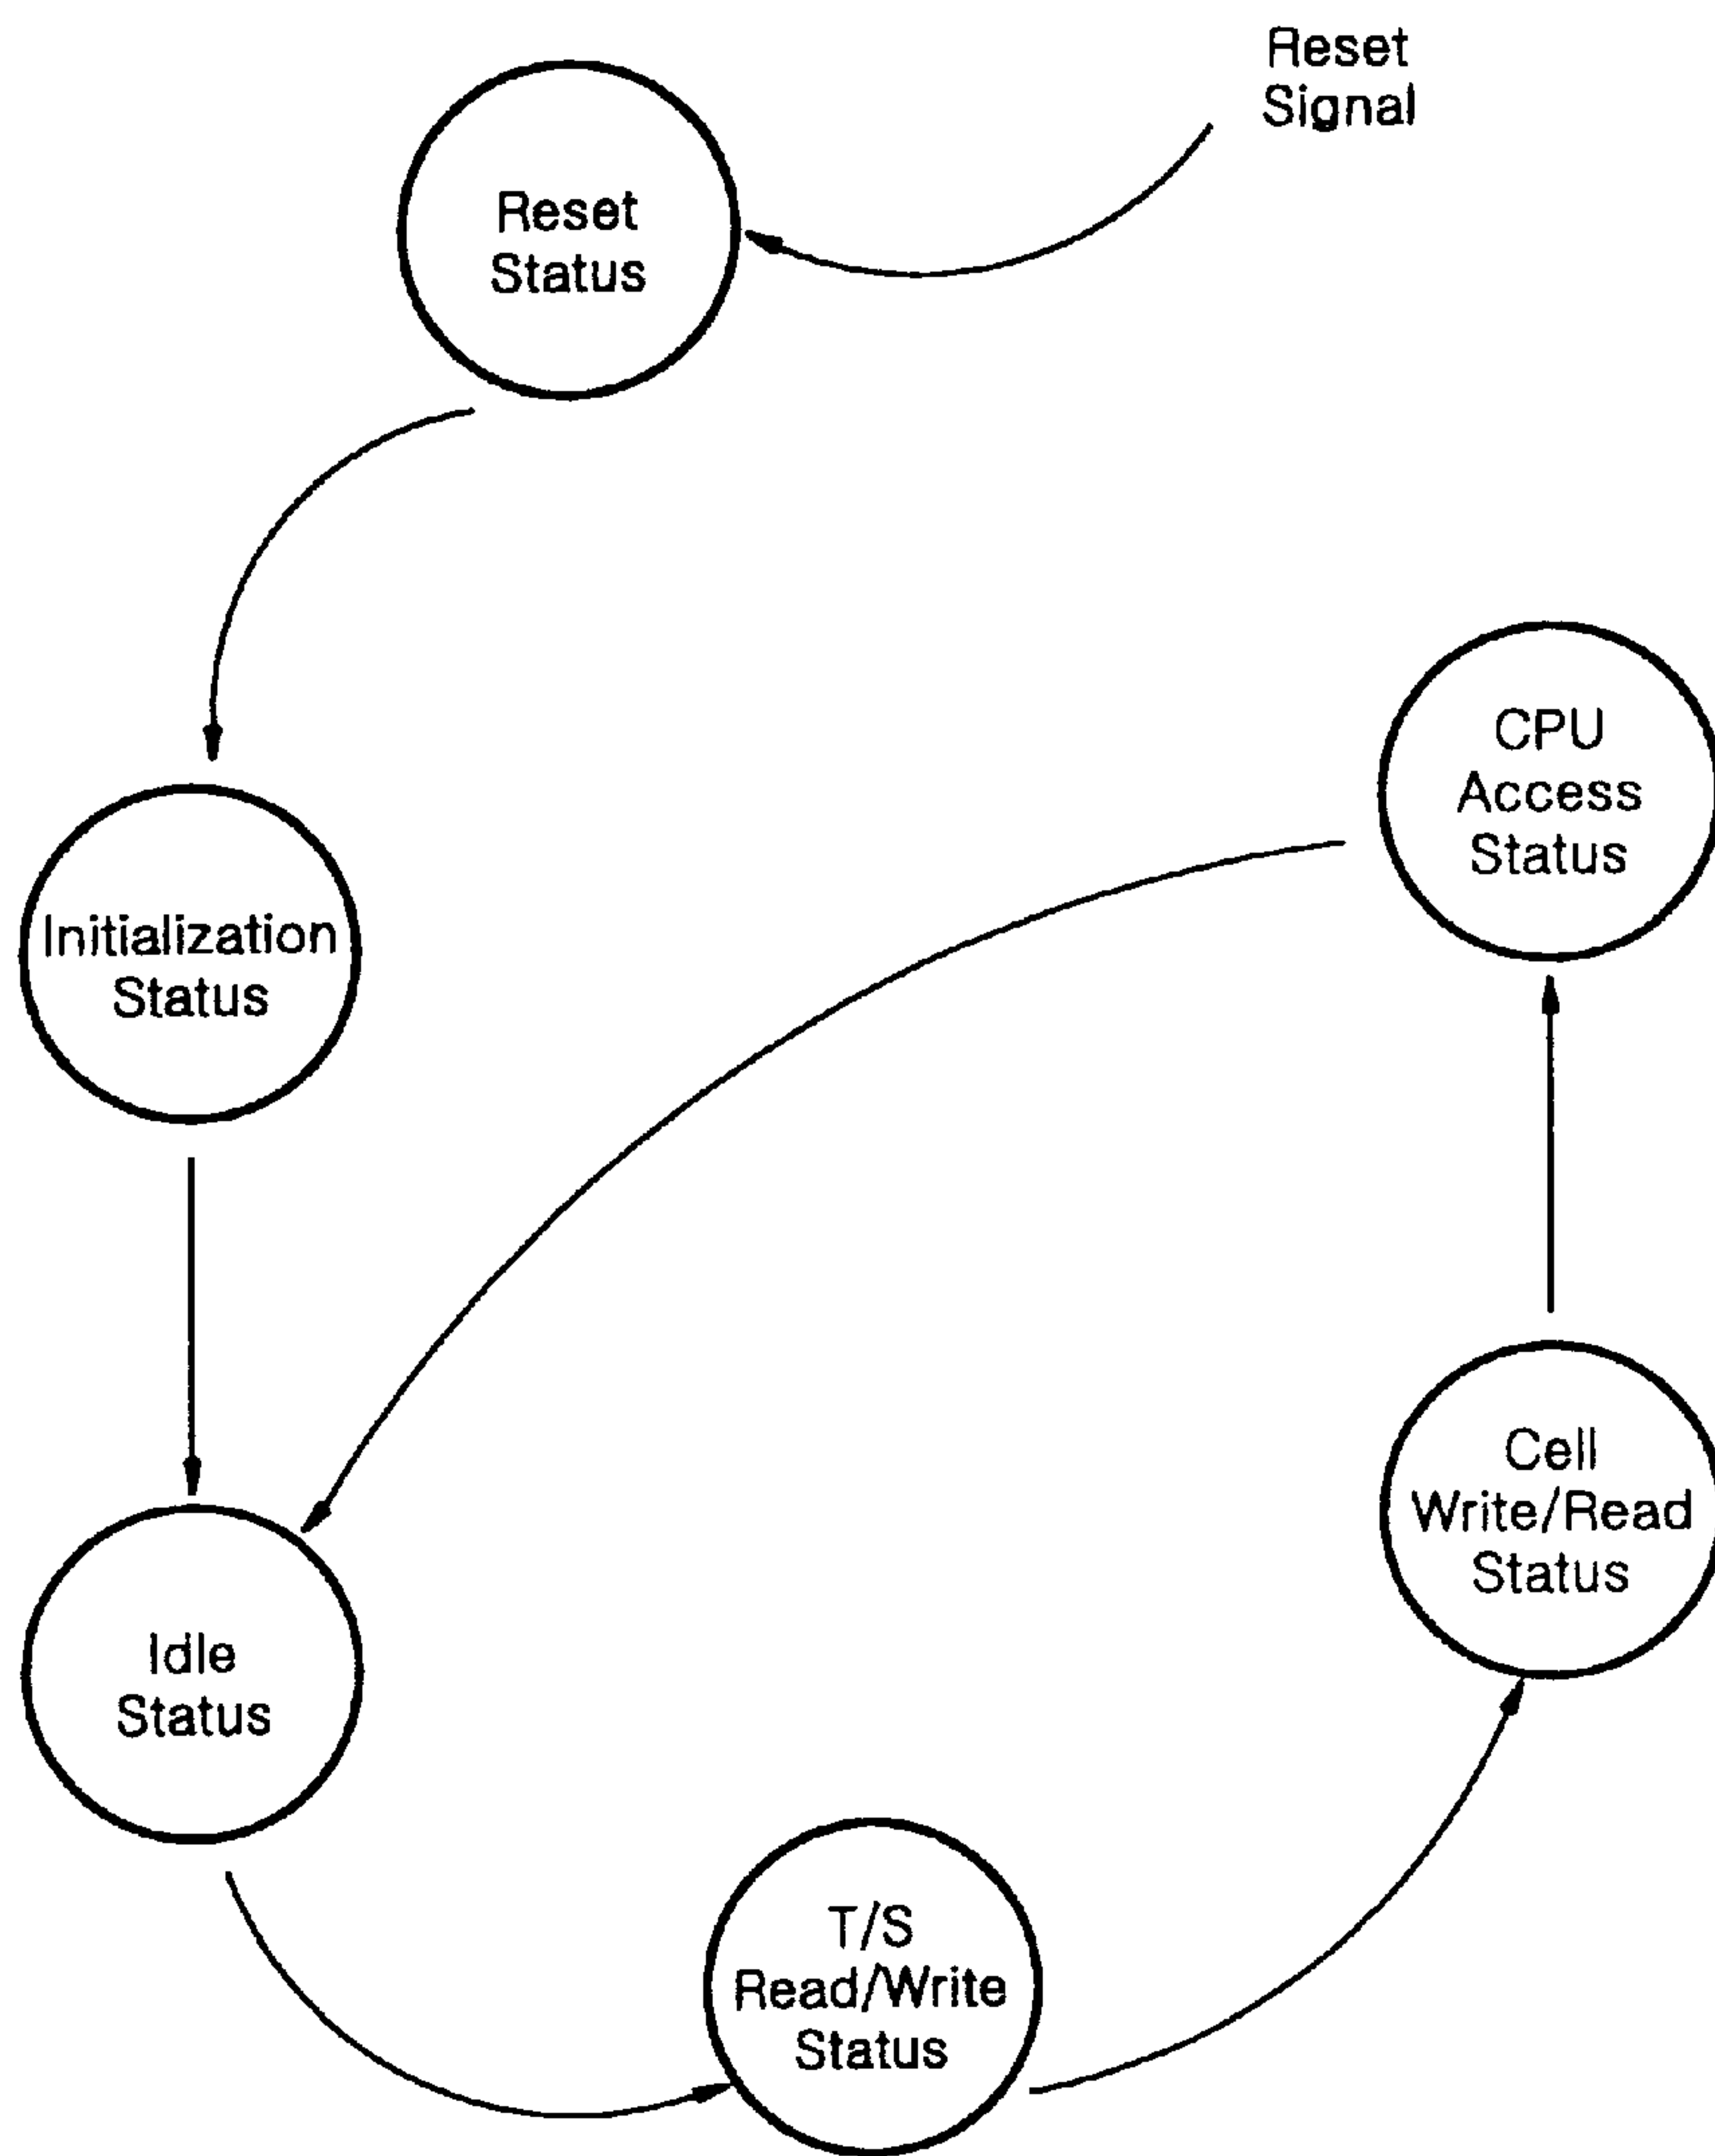 Reset
Signal
Reset
Status
CPU
Access
Status
Initialization
Status
Cell
Write/Read
Status
Idle
Status
T/S
Read/Write
Status